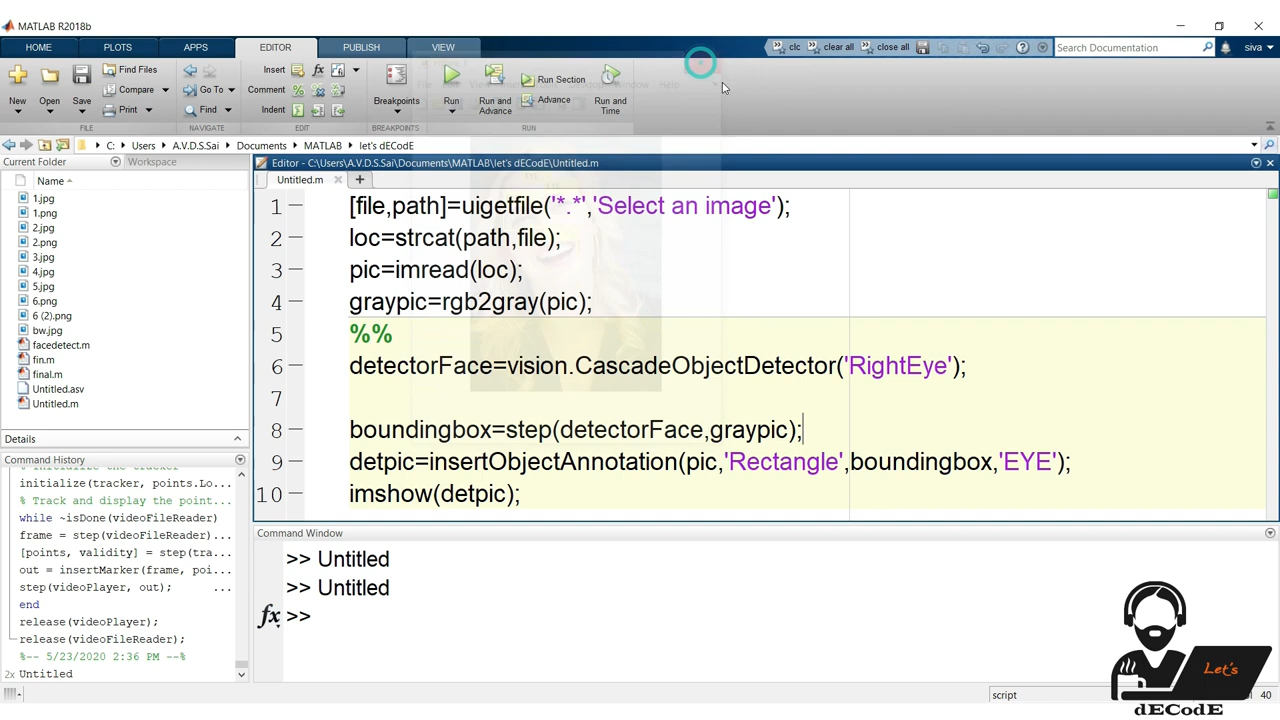 MATLAB R2018b
HOME PLOTS APPS EDITOR PUBLISH VIEW
clc clear all close all Search Documentation siva
New Open Save
Find Files
Compare
Print
Go To
Find
Insert
Comment
Indent
Breakpoints
Run
Run and Advance
Run Section
Advance
Run and Time
FILE NAVIGATE EDIT BREAKPOINTS RUN
C: Users A.V.D.S.Sai Documents MATLAB let's dECodE
Current Folder Workspace
Name
1.jpg
1.png
2.jpg
2.png
3.jpg
4.jpg
5.jpg
6.png
6 (2).png
bw.jpg
facedetect.m
fin.m
final.m
Untitled.asv
Untitled.m
Details
Command History
% Initialize the tracker
initialize(tracker, points.Lo...
% Track and display the point...
while ~isDone(videoFileReader)
frame = step(videoFileReader)...
[points, validity] = step(tra...
out = insertMarker(frame, poi...
step(videoPlayer, out); ...
end
release(videoPlayer);
release(videoFileReader);
%-- 5/23/2020 2:36 PM --%
2x Untitled
Editor - C:\Users\A.V.D.S.Sai\Documents\MATLAB\let's dECodE\Untitled.m
Untitled.m
1 [file,path]=uigetfile('*.*','Select an image');
2 loc=strcat(path,file);
3 pic=imread(loc);
4 graypic=rgb2gray(pic);
5 %%
6 detectorFace=vision.CascadeObjectDetector('RightEye');
7
8 boundingbox=step(detectorFace,graypic);
9 detpic=insertObjectAnnotation(pic,'Rectangle',boundingbox,'EYE');
10 imshow(detpic);
Command Window
>> Untitled
>> Untitled
fx >>
script 40
Let's
dECodE